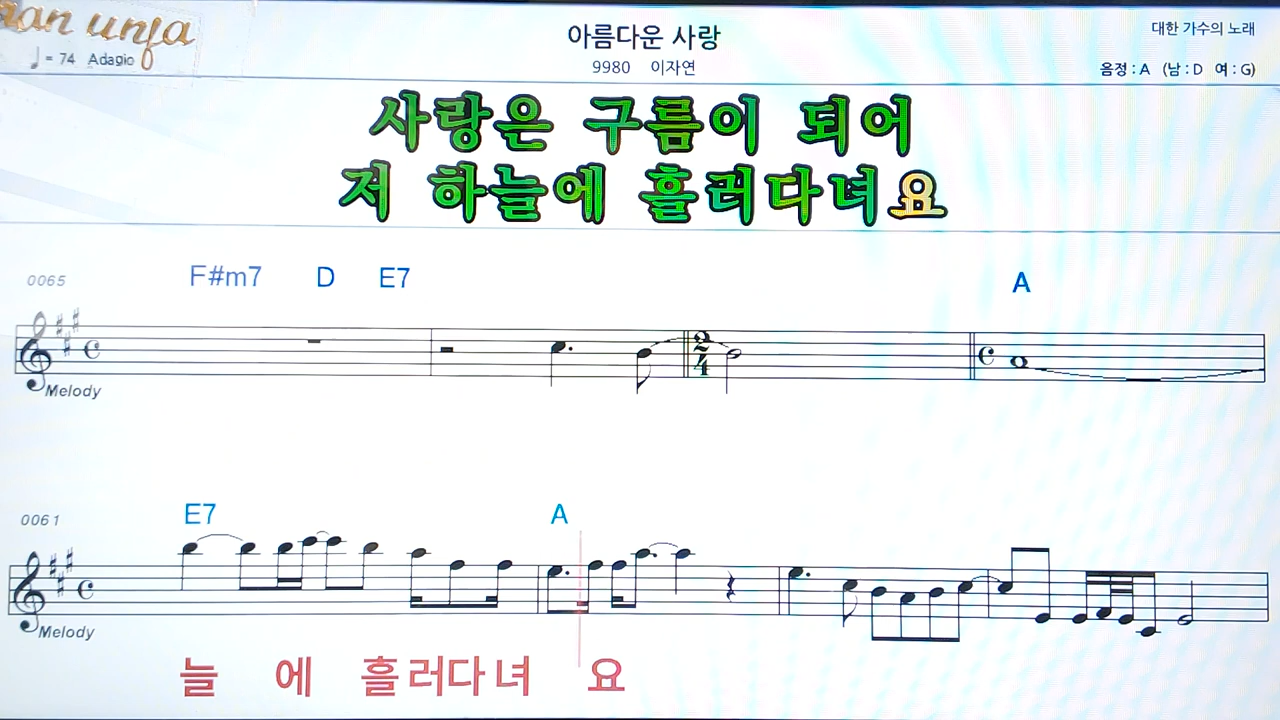 아름다운 사랑
대한 가수의 노래
♩= 74 Adagio
9980 이자연
음정 : A (남 : D 여 : G)
사랑은 구름이 되어
저 하늘에 흘러다녀요
0065
F#m7 D E7 A
2/4
Melody
0061
E7 A
Melody
늘 에 흘러다녀 요